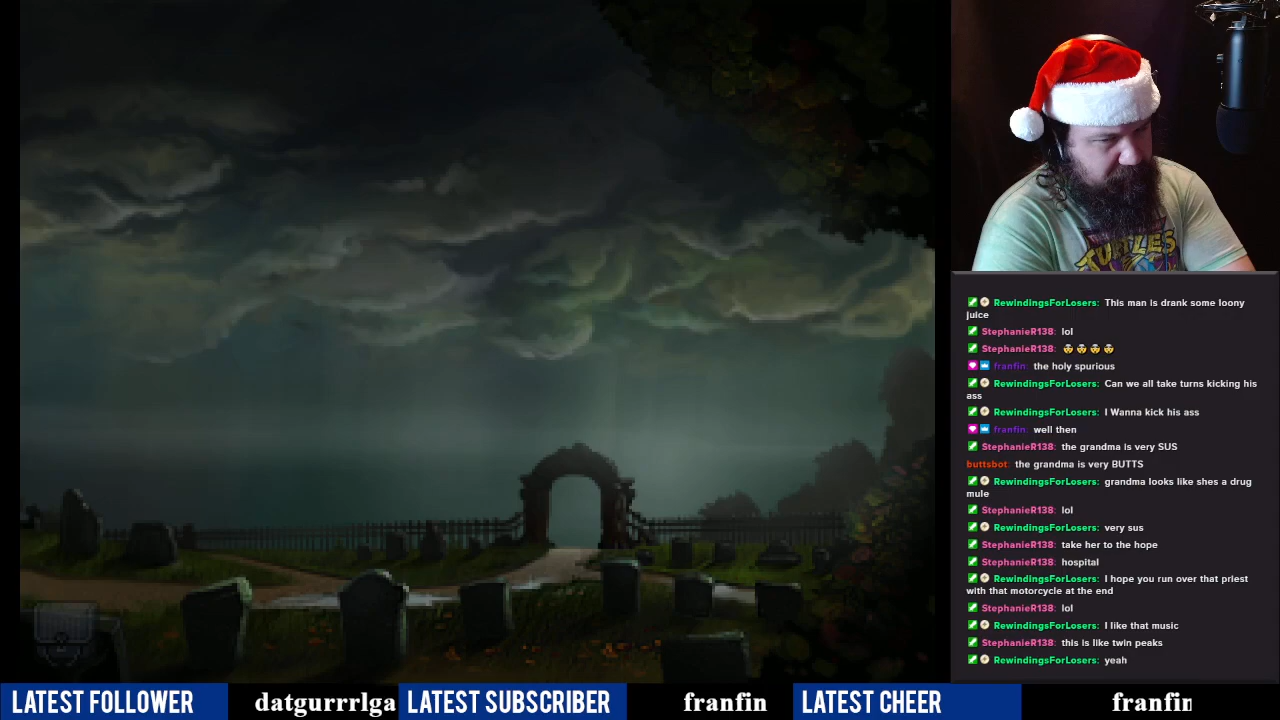 TURTLES
RewindingsForLosers: This man is drank some loony
juice
StephanieR138: lol
StephanieR138:
franfin: the holy spurious
RewindingsForLosers: Can we all take turns kicking his
ass
RewindingsForLosers: I Wanna kick his ass
franfin: well then
StephanieR138: the grandma is very SUS
buttsbot: the grandma is very BUTTS
RewindingsForLosers: grandma looks like shes a drug
mule
StephanieR138: lol
RewindingsForLosers: very sus
StephanieR138: take her to the hope
StephanieR138: hospital
RewindingsForLosers: I hope you run over that priest
with that motorcycle at the end
StephanieR138: lol
RewindingsForLosers: I like that music
StephanieR138: this is like twin peaks
RewindingsForLosers: yeah
LATEST FOLLOWER datgurrrlga LATEST SUBSCRIBER franfin LATEST CHEER franfin